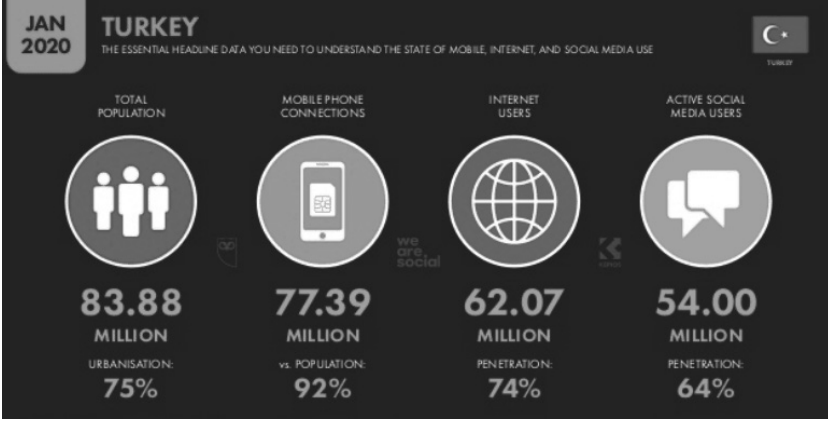 JAN
2020
TURKEY
THE ESSENTIAL HEADLINE DATA YOU NEED TO UNDERSTAND THE STATE OF MOBILE, INTERNET, AND SOCIAL MEDIA USE
TURKEY
TOTAL
POPULATION
MOBILE PHONE
CONNECTIONS
INTERNET
USERS
ACTIVE SOCIAL
MEDIA USERS
we
are
social
83.88
MILLION
URBANISATION:
75%
77.39
MILLION
vs. POPULATION:
92%
62.07
MILLION
PENETRATION:
74%
54.00
MILLION
PENETRATION:
64%